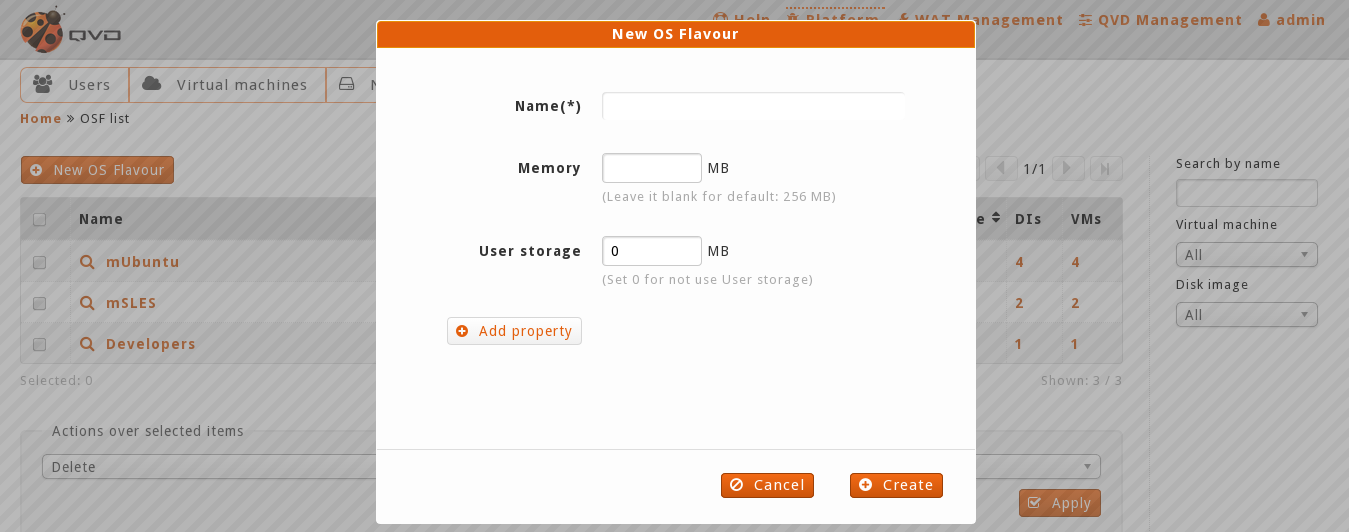 QVD
Help Platform WAT Management QVD Management admin
New OS Flavour
Users Virtual machines N
Home » OSF list
Name(*)
New OS Flavour
1/1
Search by name
Memory MB
(Leave it blank for default: 256 MB)
Name e DIs VMs
Virtual machine
User storage 0 MB
All
(Set 0 for not use User storage)
mUbuntu 4 4
Disk image
mSLES 2 2
All
Add property
Developers 1 1
Selected: 0 Shown: 3 / 3
Actions over selected items
Delete
Cancel Create
Apply